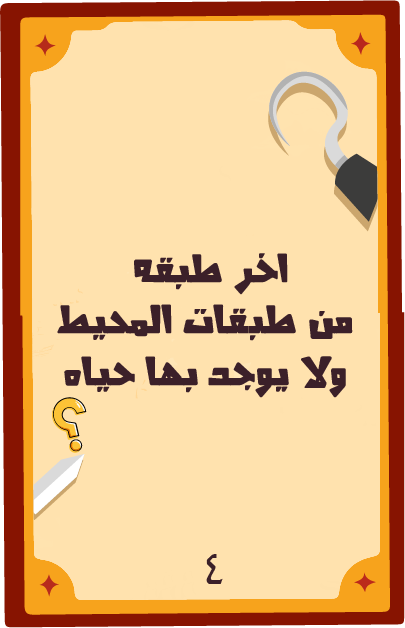 اخر طبقه
من طبقات المحيط
ولا يوجد بها حياه
؟
٤